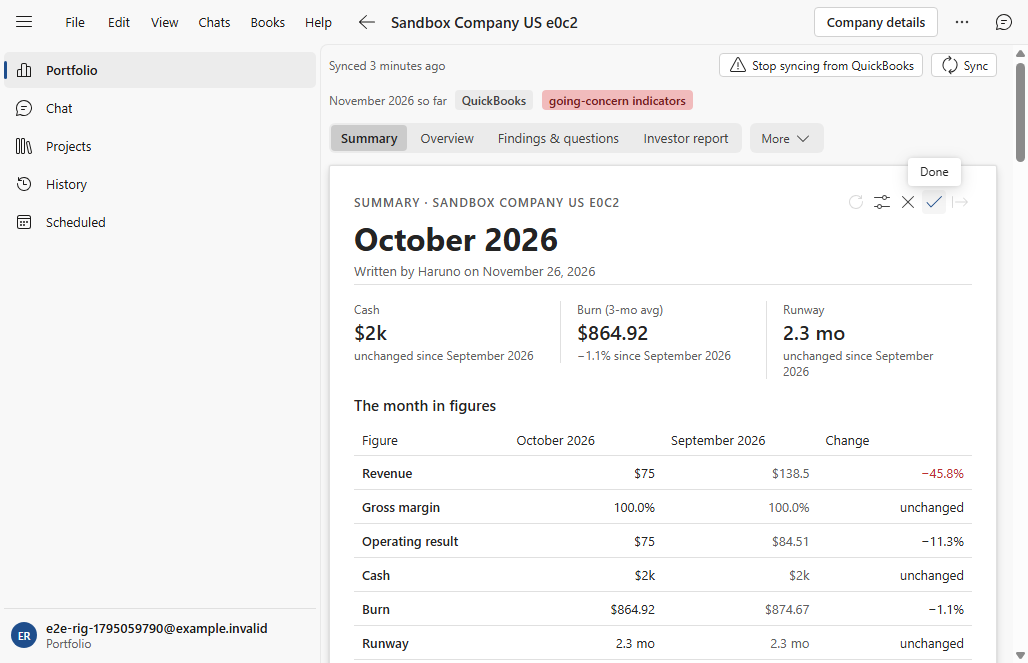 File Edit View Chats Books Help Sandbox Company US e0c2 Company details
Portfolio
Chat
Projects
History
Scheduled
Synced 3 minutes ago Stop syncing from QuickBooks Sync
November 2026 so far QuickBooks going-concern indicators
Summary Overview Findings & questions Investor report More
Done
SUMMARY · SANDBOX COMPANY US E0C2
October 2026
Written by Haruno on November 26, 2026
Cash Burn (3-mo avg) Runway
$2k $864.92 2.3 mo
unchanged since September 2026 −1.1% since September 2026 unchanged since September
2026
The month in figures
Figure October 2026 September 2026 Change
Revenue $75 $138.5 −45.8%
Gross margin 100.0% 100.0% unchanged
Operating result $75 $84.51 −11.3%
Cash $2k $2k unchanged
Burn $864.92 $874.67 −1.1%
Runway 2.3 mo 2.3 mo unchanged
ER e2e-rig-1795059790@example.invalid
Portfolio